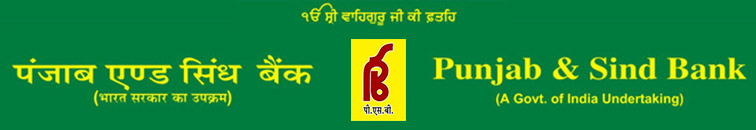 ੴ ਸ਼੍ਰੀ ਵਾਹਿਗੁਰੂ ਜੀ ਕੀ ਫ਼ਤਹਿ
पंजाब एण्ड सिंध बैंक
(भारत सरकार का उपक्रम)
पी.एस.बी.
Punjab & Sind Bank
(A Govt. of India Undertaking)